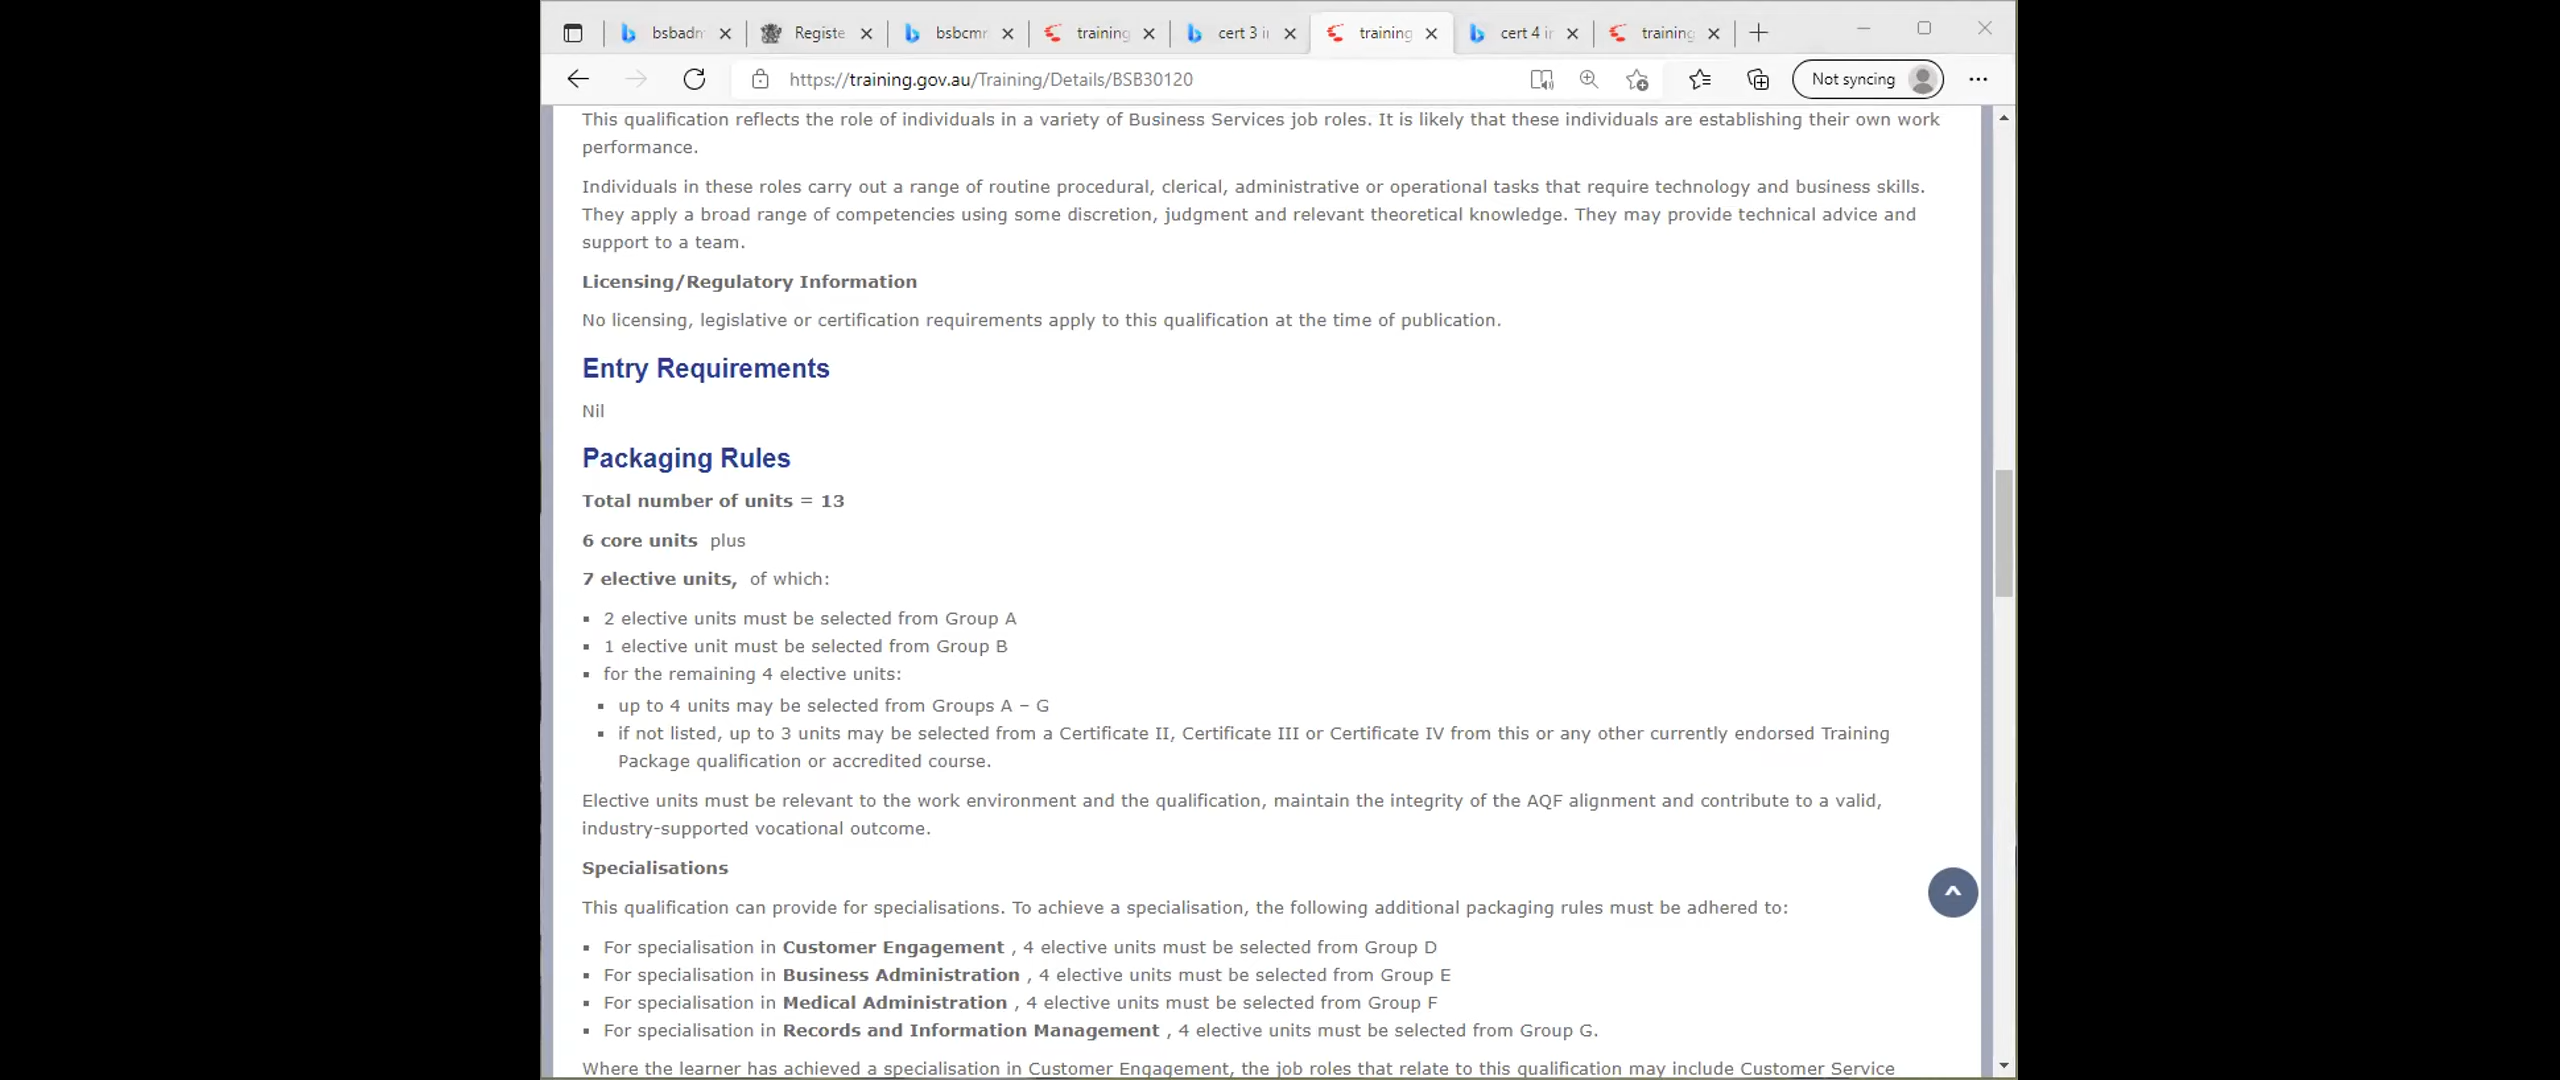 bsbadm
Registe
bsbcmm
training
cert 3 i
training
cert 4 i
training
https://training.gov.au/Training/Details/BSB30120
Not syncing
This qualification reflects the role of individuals in a variety of Business Services job roles. It is likely that these individuals are establishing their own work
performance.
Individuals in these roles carry out a range of routine procedural, clerical, administrative or operational tasks that require technology and business skills.
They apply a broad range of competencies using some discretion, judgment and relevant theoretical knowledge. They may provide technical advice and
support to a team.
Licensing/Regulatory Information
No licensing, legislative or certification requirements apply to this qualification at the time of publication.
Entry Requirements
Nil
Packaging Rules
Total number of units = 13
6 core units plus
7 elective units, of which:
▪ 2 elective units must be selected from Group A
▪ 1 elective unit must be selected from Group B
▪ for the remaining 4 elective units:
▪ up to 4 units may be selected from Groups A – G
▪ if not listed, up to 3 units may be selected from a Certificate II, Certificate III or Certificate IV from this or any other currently endorsed Training
Package qualification or accredited course.
Elective units must be relevant to the work environment and the qualification, maintain the integrity of the AQF alignment and contribute to a valid,
industry-supported vocational outcome.
Specialisations
This qualification can provide for specialisations. To achieve a specialisation, the following additional packaging rules must be adhered to:
▪ For specialisation in Customer Engagement , 4 elective units must be selected from Group D
▪ For specialisation in Business Administration , 4 elective units must be selected from Group E
▪ For specialisation in Medical Administration , 4 elective units must be selected from Group F
▪ For specialisation in Records and Information Management , 4 elective units must be selected from Group G.
Where the learner has achieved a specialisation in Customer Engagement, the job roles that relate to this qualification may include Customer Service